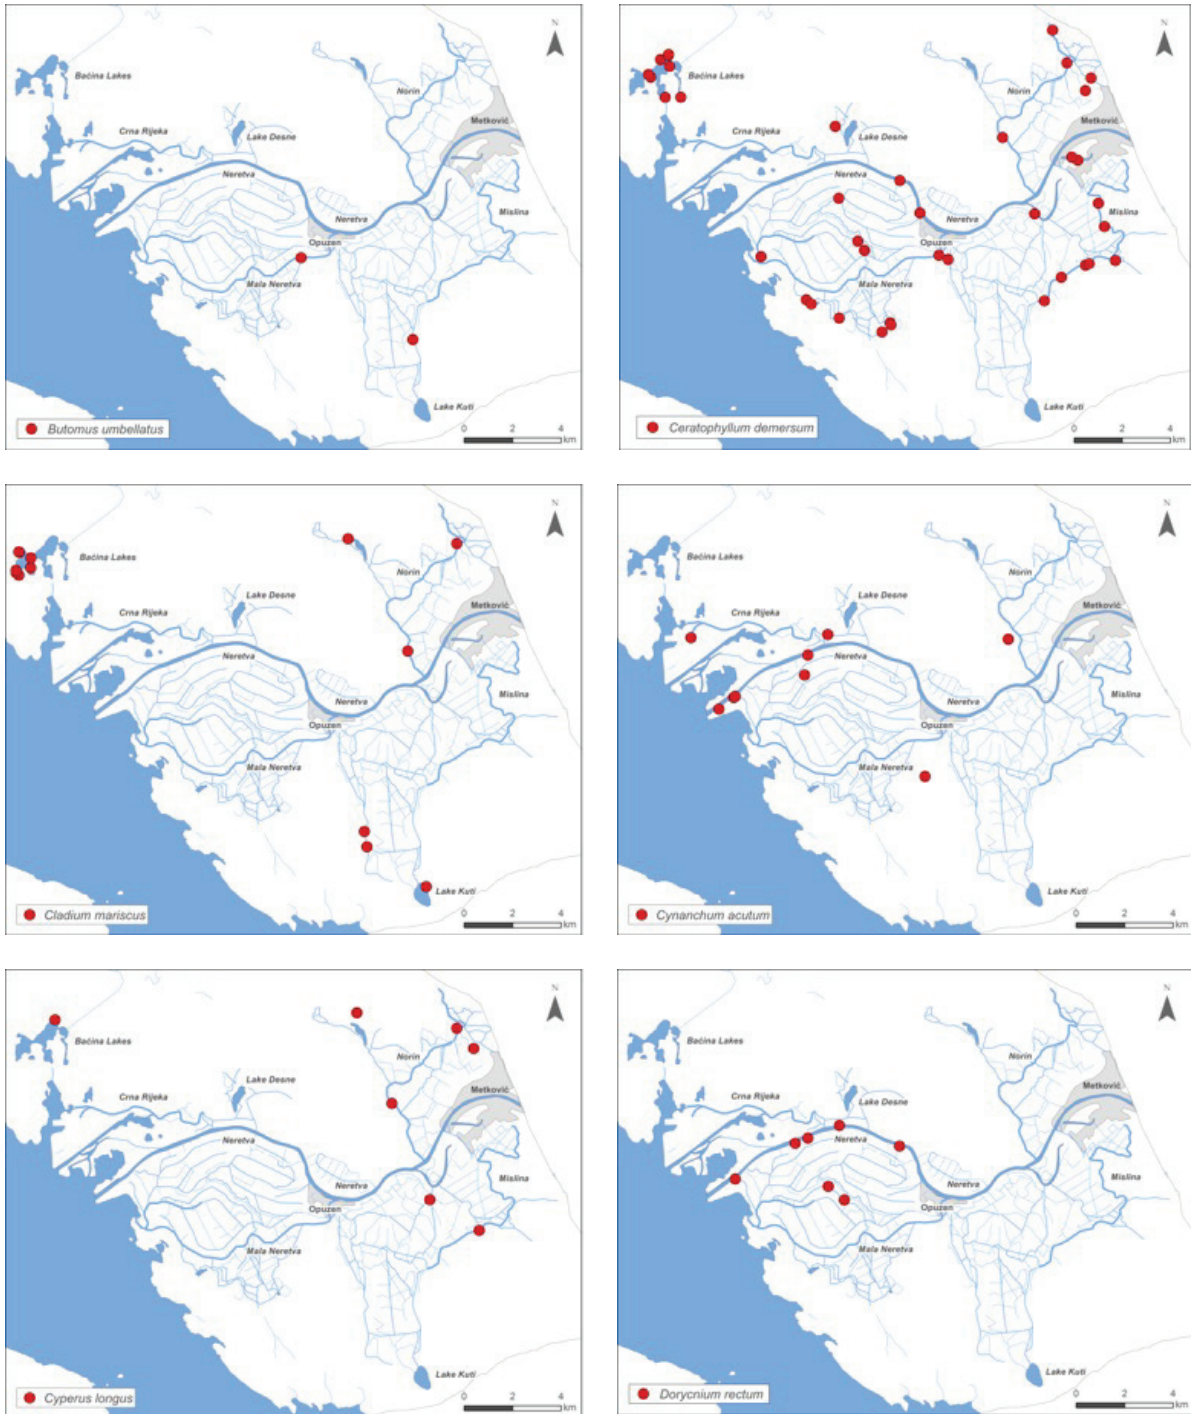 N
Baćina Lakes
Norin
Metković
Crna Rijeka
Lake Desne
Neretva
Mislina
Neretva
Opuzen
Mala Neretva
Lake Kuti
Butomus umbellatus
0 2 4
km
N
Baćina Lakes
Norin
Metković
Crna Rijeka
Lake Desne
Neretva
Mislina
Neretva
Opuzen
Mala Neretva
Lake Kuti
Ceratophyllum demersum
0 2 4
km
N
Baćina Lakes
Norin
Lake Desne
Metković
Crna Rijeka
Neretva
Mislina
Neretva
Opuzen
Mala Neretva
Lake Kuti
Cladium mariscus
0 2 4
km
N
Baćina Lakes
Norin
Lake Desne
Metković
Crna Rijeka
Neretva
Mislina
Neretva
Opuzen
Mala Neretva
Lake Kuti
Cynanchum acutum
0 2 4
km
N
Baćina Lakes
Norin
Lake Desne
Metković
Crna Rijeka
Neretva
Mislina
Neretva
Opuzen
Mala Neretva
Lake Kuti
Cyperus longus
0 2 4
km
N
Baćina Lakes
Norin
Metković
Crna Rijeka
Lake Desne
Neretva
Mislina
Neretva
Opuzen
Mala Neretva
Lake Kuti
Dorycnium rectum
0 2 4
km